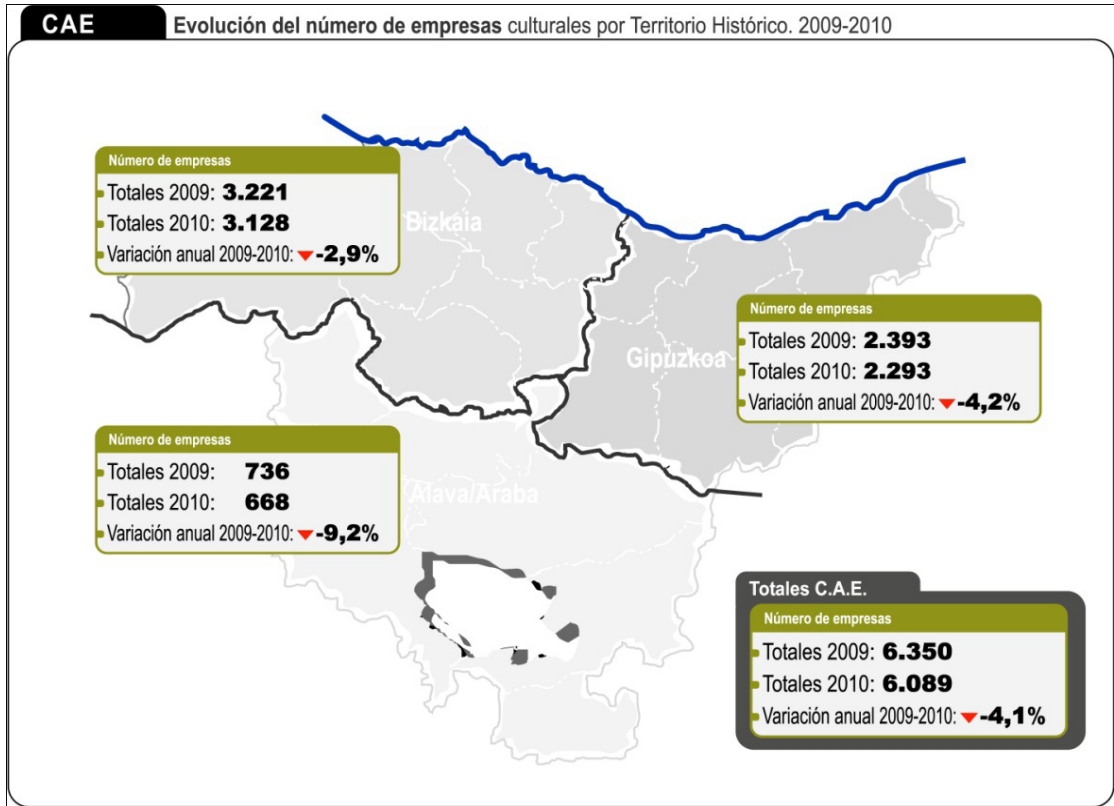 CAE
Evolución del número de empresas culturales por Territorio Histórico. 2009-2010
Número de empresas
Totales 2009: 3.221
Totales 2010: 3.128
Variación anual 2009-2010: -2,9%
Bizkaia
Número de empresas
Totales 2009: 2.393
Totales 2010: 2.293
Variación anual 2009-2010: -4,2%
Gipuzkoa
Número de empresas
Totales 2009: 736
Totales 2010: 668
Variación anual 2009-2010: -9,2%
Alava/Araba
Totales C.A.E.
Número de empresas
Totales 2009: 6.350
Totales 2010: 6.089
Variación anual 2009-2010: -4,1%